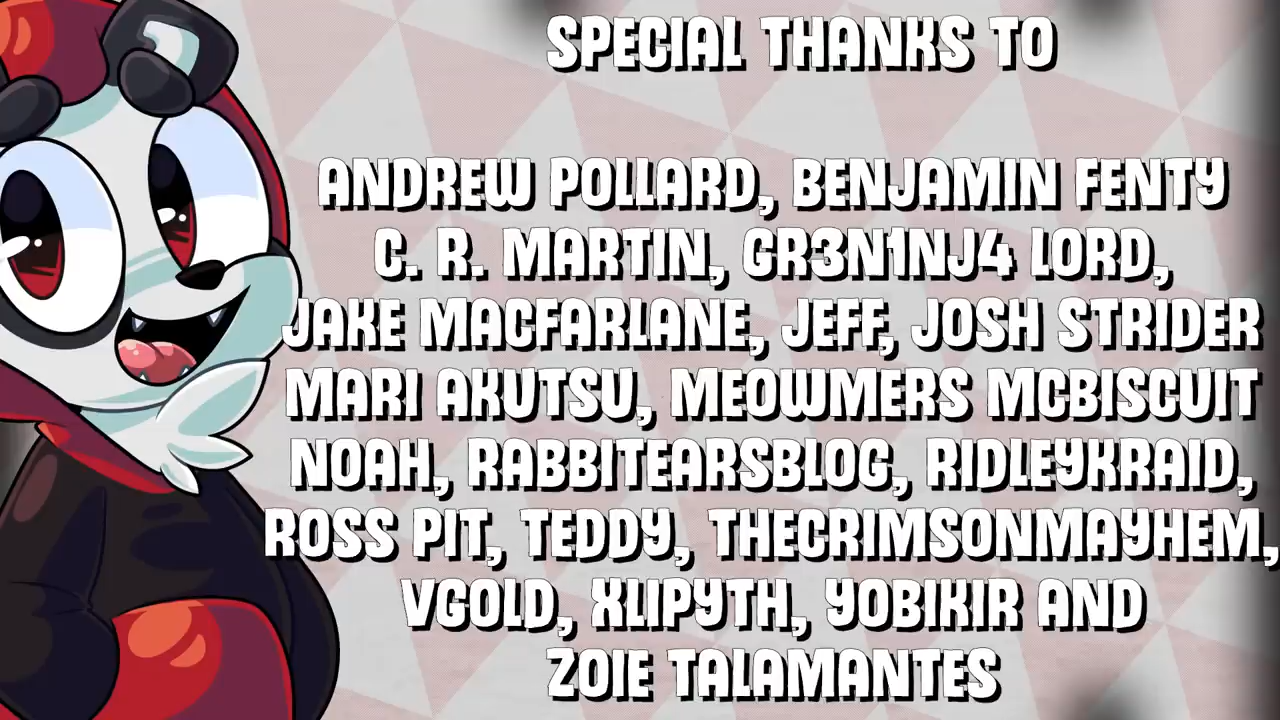 SPECIAL THANKS TO
ANDREW POLLARD, BENJAMIN FENTY
C. R. MARTIN, GR3N1NJ4 LORD,
JAKE MACFARLANE, JEFF, JOSH STRIDER
MARI AKUTSU, MEOWMERS MCBISCUIT
NOAH, RABBITEARSBLOG, RIDLEYKRAID,
ROSS PIT, TEDDY, THECRIMSONMAYHEM,
VGOLD, XLIPYTH, YOBIKIR AND
ZOIE TALAMANTES